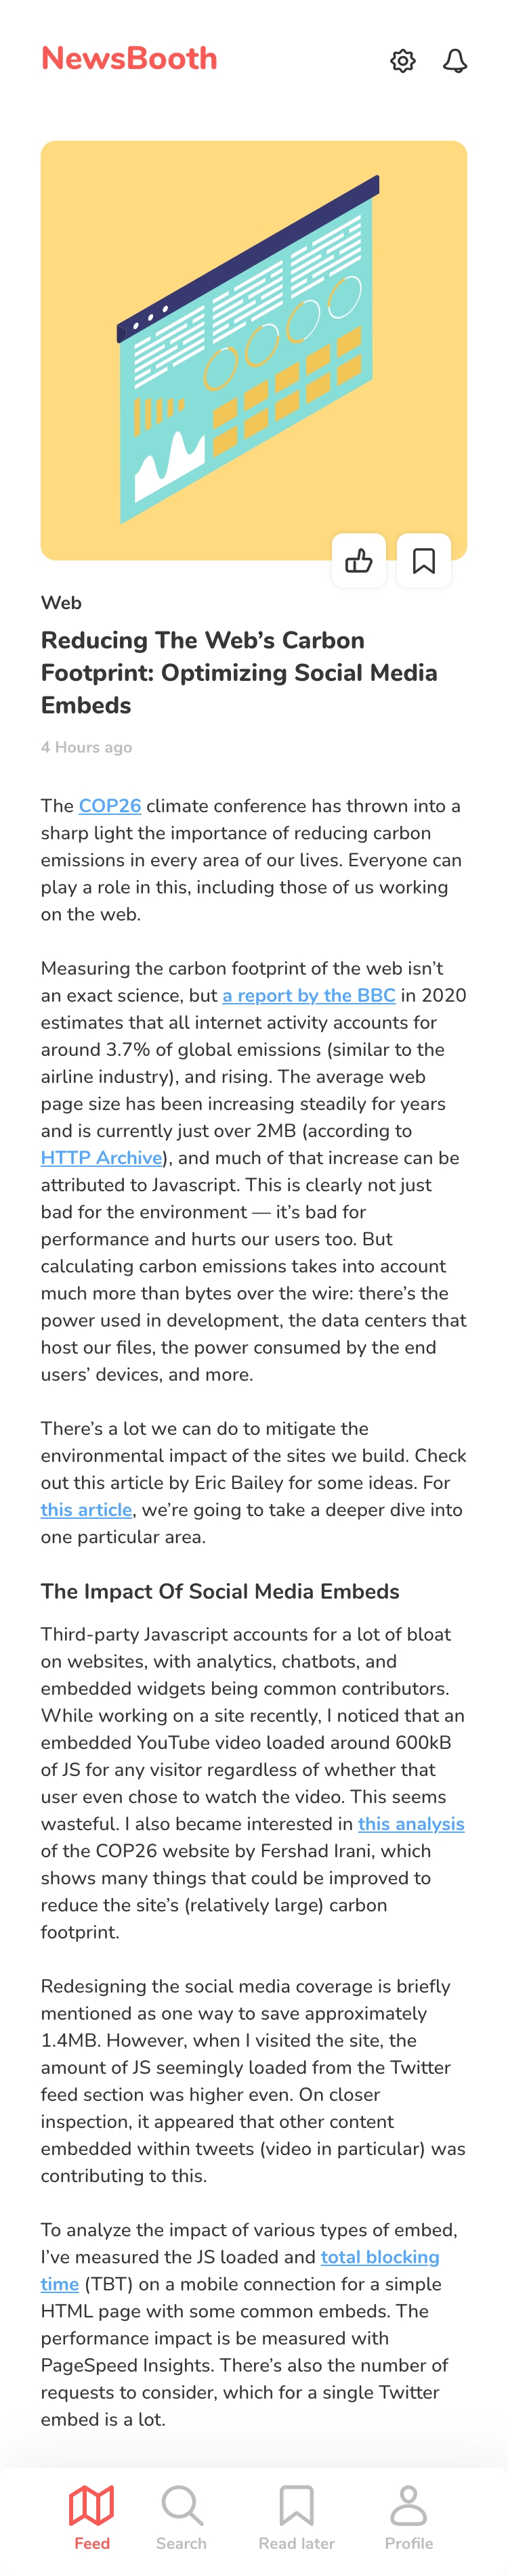 NewsBooth
Web
Reducing The Web’s Carbon
Footprint: Optimizing Social Media
Embeds
4 Hours ago
The COP26 climate conference has thrown into a
sharp light the importance of reducing carbon
emissions in every area of our lives. Everyone can
play a role in this, including those of us working
on the web.
Measuring the carbon footprint of the web isn’t
an exact science, but a report by the BBC in 2020
estimates that all internet activity accounts for
around 3.7% of global emissions (similar to the
airline industry), and rising. The average web
page size has been increasing steadily for years
and is currently just over 2MB (according to
HTTP Archive), and much of that increase can be
attributed to Javascript. This is clearly not just
bad for the environment — it’s bad for
performance and hurts our users too. But
calculating carbon emissions takes into account
much more than bytes over the wire: there’s the
power used in development, the data centers that
host our files, the power consumed by the end
users’ devices, and more.
There’s a lot we can do to mitigate the
environmental impact of the sites we build. Check
out this article by Eric Bailey for some ideas. For
this article, we’re going to take a deeper dive into
one particular area.
The Impact Of Social Media Embeds
Third-party Javascript accounts for a lot of bloat
on websites, with analytics, chatbots, and
embedded widgets being common contributors.
While working on a site recently, I noticed that an
embedded YouTube video loaded around 600kB
of JS for any visitor regardless of whether that
user even chose to watch the video. This seems
wasteful. I also became interested in this analysis
of the COP26 website by Fershad Irani, which
shows many things that could be improved to
reduce the site’s (relatively large) carbon
footprint.
Redesigning the social media coverage is briefly
mentioned as one way to save approximately
1.4MB. However, when I visited the site, the
amount of JS seemingly loaded from the Twitter
feed section was higher even. On closer
inspection, it appeared that other content
embedded within tweets (video in particular) was
contributing to this.
To analyze the impact of various types of embed,
I’ve measured the JS loaded and total blocking
time (TBT) on a mobile connection for a simple
HTML page with some common embeds. The
performance impact is be measured with
PageSpeed Insights. There’s also the number of
requests to consider, which for a single Twitter
embed is a lot.
Feed Search Read later Profile